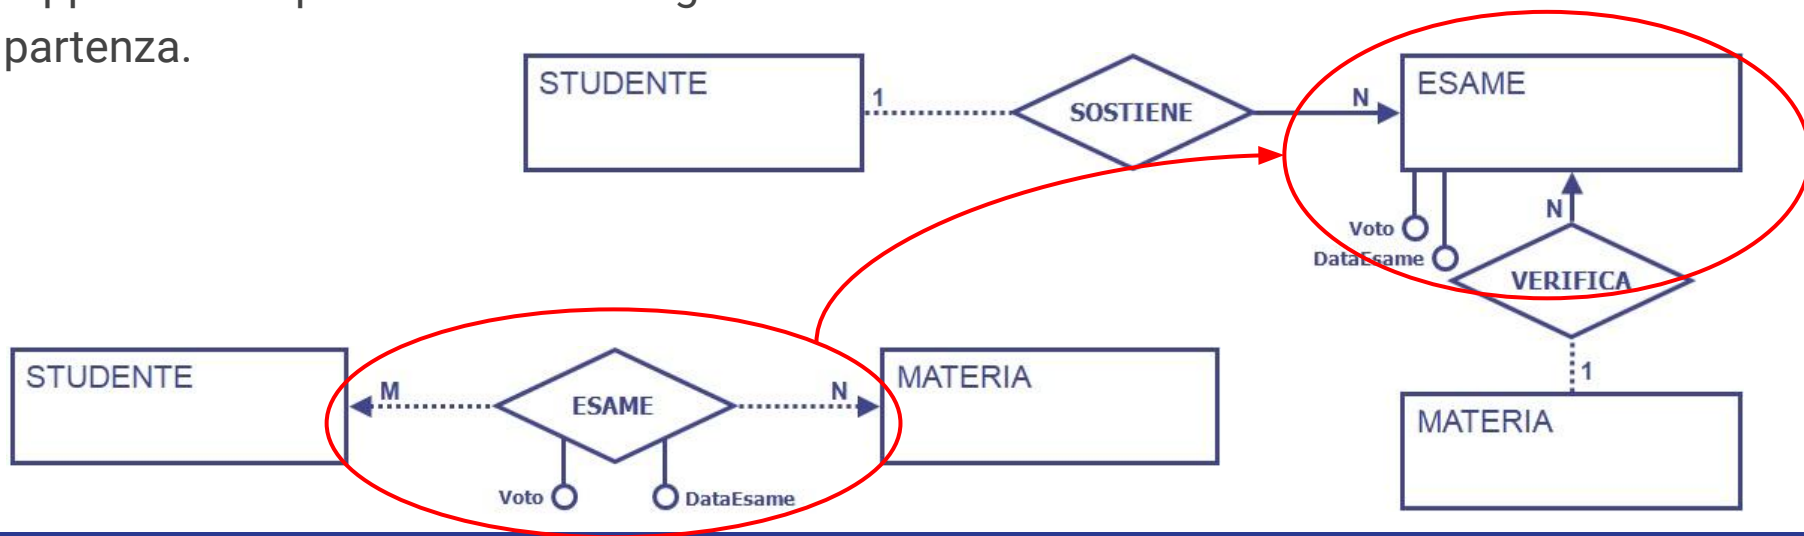 partenza.
STUDENTE
1
SOSTIENE
N
ESAME
Voto
DataEsame
N
VERIFICA
1
MATERIA
STUDENTE
M
ESAME
N
MATERIA
Voto
DataEsame